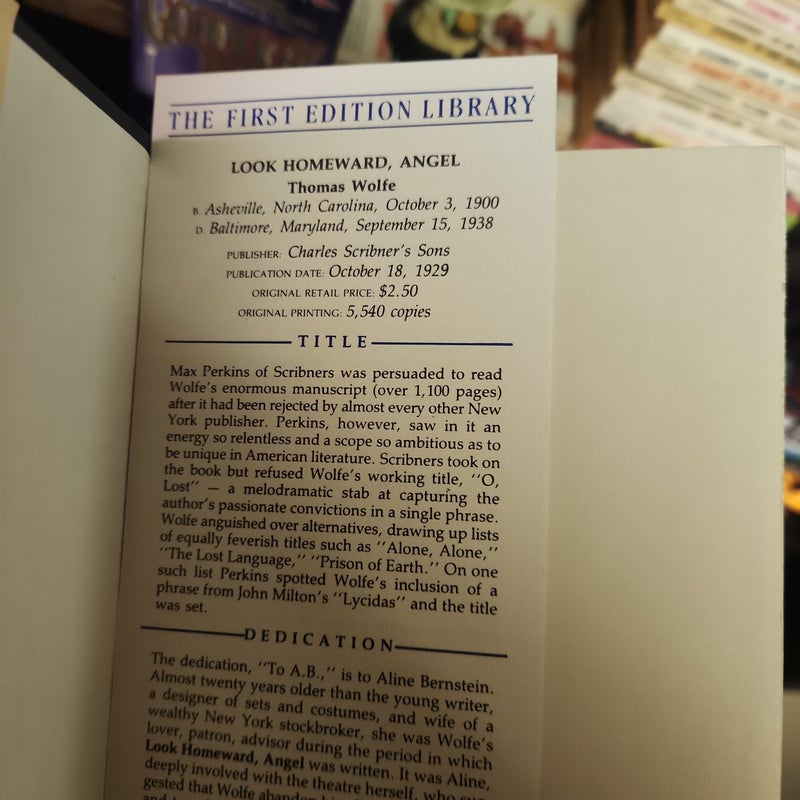 THE FIRST EDITION LIBRARY
LOOK HOMEWARD, ANGEL
Thomas Wolfe
B. Asheville, North Carolina, October 3, 1900
D. Baltimore, Maryland, September 15, 1938
PUBLISHER: Charles Scribner's Sons
PUBLICATION DATE: October 18, 1929
ORIGINAL RETAIL PRICE: $2.50
ORIGINAL PRINTING: 5,540 copies
TITLE
Max Perkins of Scribners was persuaded to read
Wolfe's enormous manuscript (over 1,100 pages)
after it had been rejected by almost every other New
York publisher. Perkins, however, saw in it an
energy so relentless and a scope so ambitious as to
be unique in American literature. Scribners took on
the book but refused Wolfe's working title, "O,
Lost" — a melodramatic stab at capturing the
author's passionate convictions in a single phrase.
Wolfe anguished over alternatives, drawing up lists
of equally feverish titles such as "Alone, Alone,"
"The Lost Language," "Prison of Earth." On one
such list Perkins spotted Wolfe's inclusion of a
phrase from John Milton's "Lycidas" and the title
was set.
DEDICATION
The dedication, "To A.B.," is to Aline Bernstein.
Almost twenty years older than the young writer,
a designer of sets and costumes, and wife of a
wealthy New York stockbroker, she was Wolfe's
lover, patron, advisor during the period in which
Look Homeward, Angel was written. It was Aline,
deeply involved with the theatre herself, who sug-
gested that Wolfe abandon